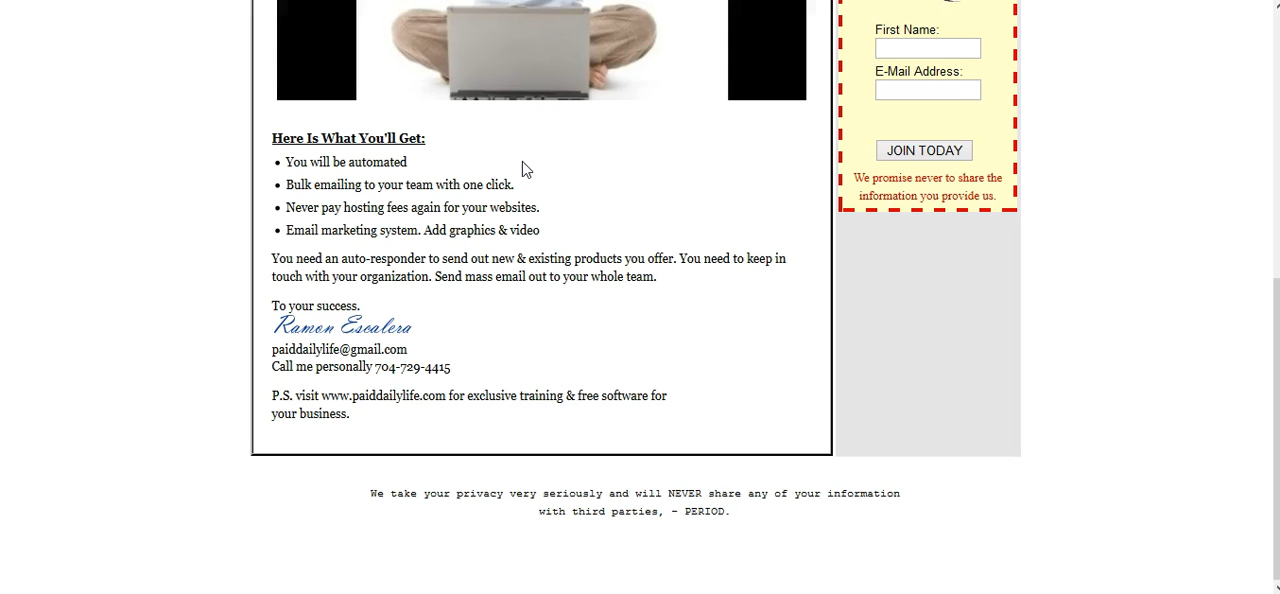 First Name:
E-Mail Address:
JOIN TODAY
We promise never to share the
information you provide us.
Here Is What You'll Get:
• You will be automated
• Bulk emailing to your team with one click.
• Never pay hosting fees again for your websites.
• Email marketing system. Add graphics & video
You need an auto-responder to send out new & existing products you offer. You need to keep in
touch with your organization. Send mass email out to your whole team.
To your success.
Ramon Escalera
paiddailylife@gmail.com
Call me personally 704-729-4415
P.S. visit www.paiddailylife.com for exclusive training & free software for
your business.
We take your privacy very seriously and will NEVER share any of your information
with third parties, - PERIOD.